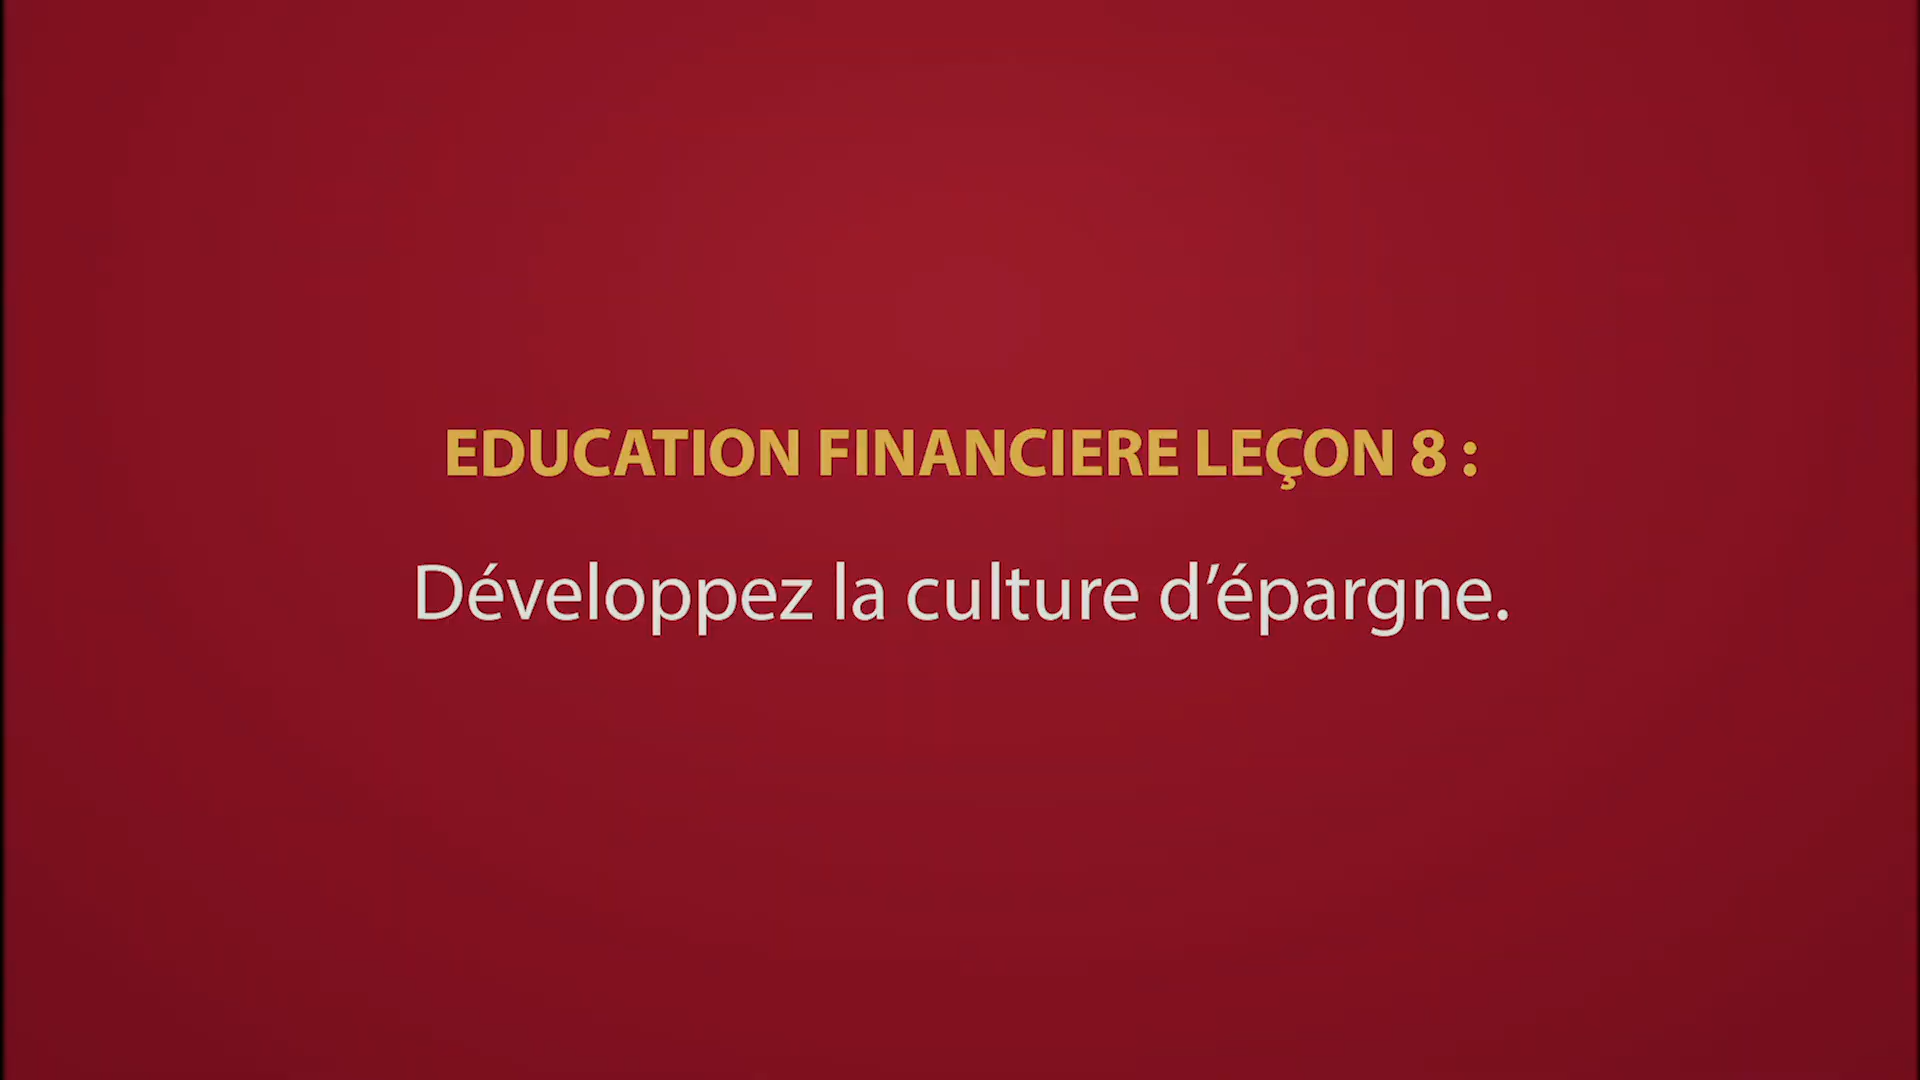 EDUCATION FINANCIERE LEÇON 8 :
Développez la culture d’épargne.